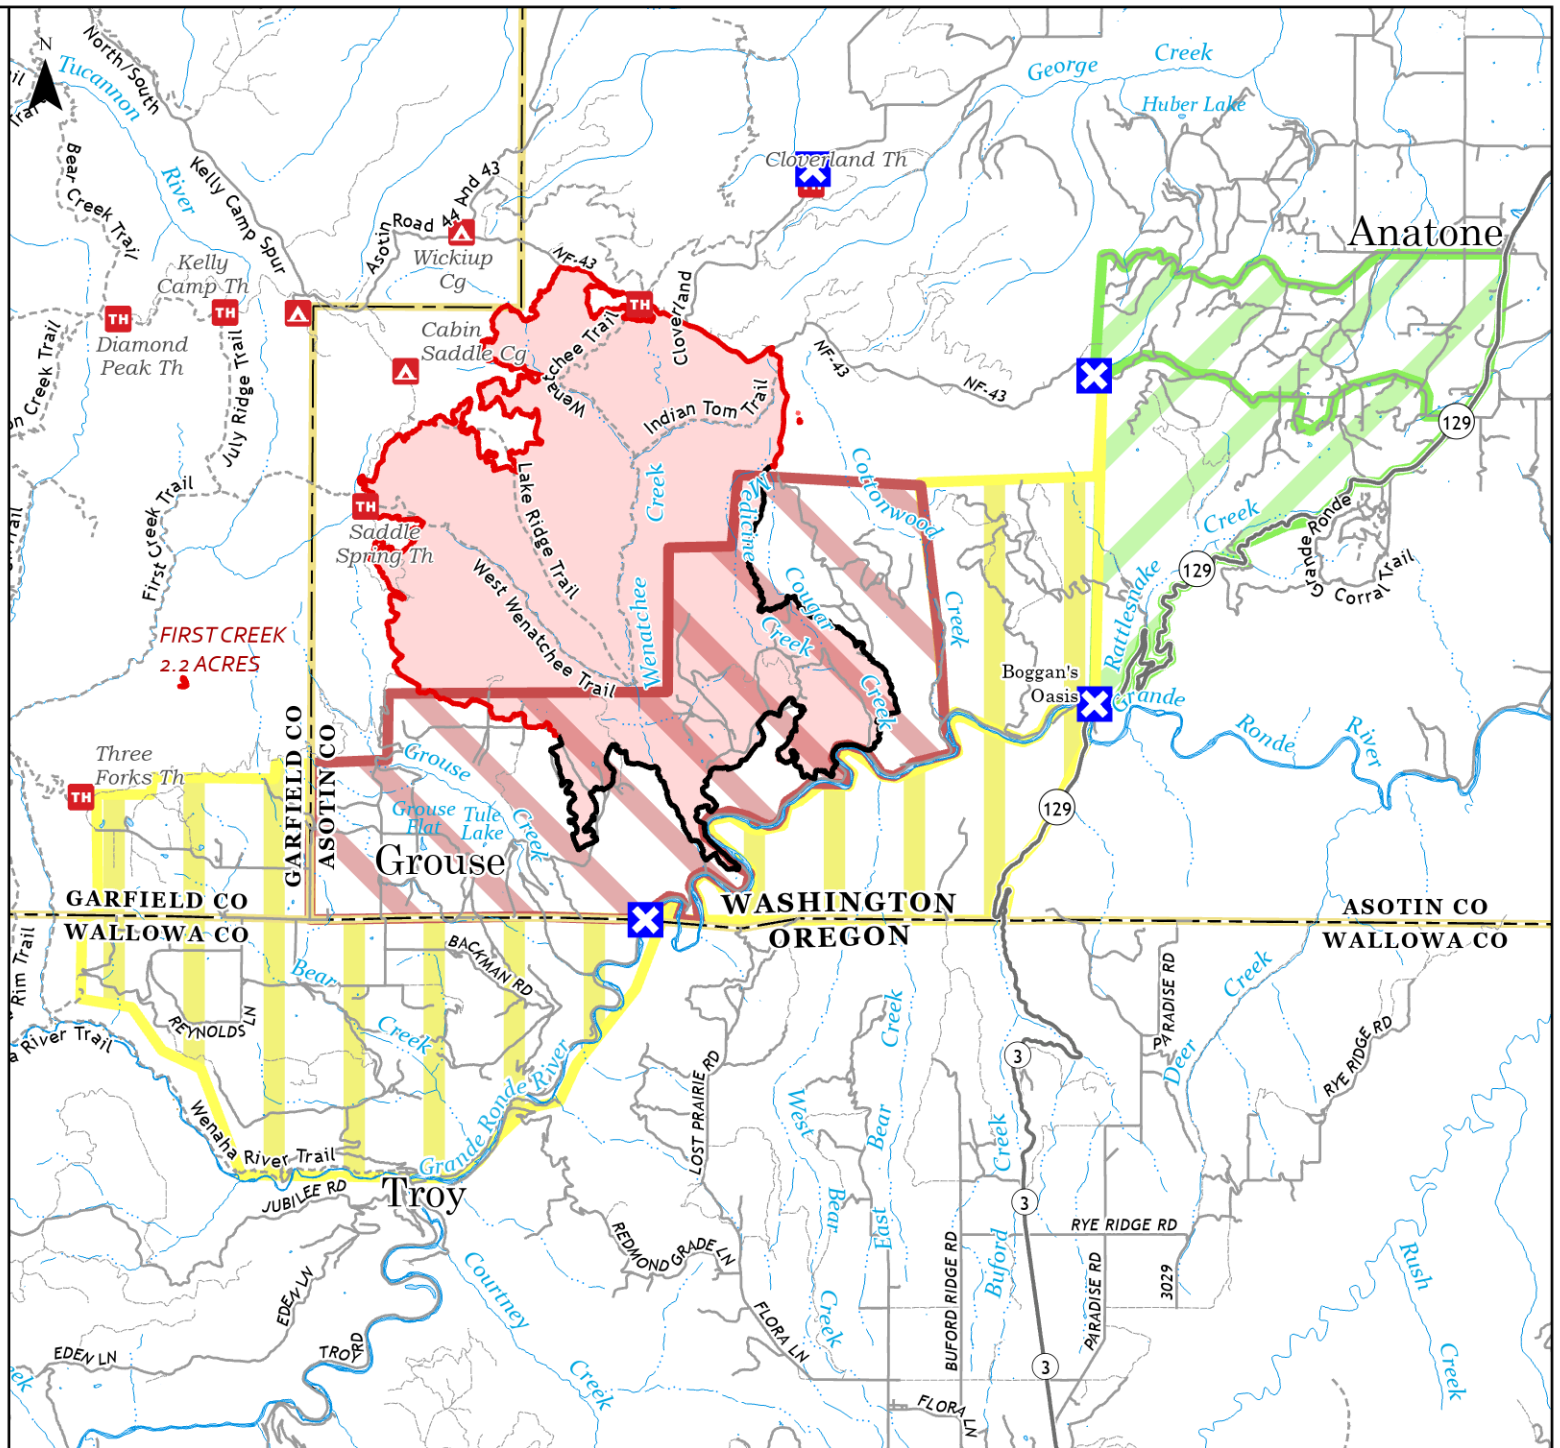 N
North/South
Tucannon
River
Bear Creek Trail
Kelly Camp Spur
Asotin
Road 44 And 43
Wickiup
Cg
Kelly
Camp Th
TH
TH
Diamond
Peak Th
July Ridge Trail
First Creek Trail
Cabin
Saddle Cg
NF-43
TH
Cloverland
Cloverland Th
George
Creek
Huber Lake
Anatone
NF-43
NF-43
129
Indian Tom Trail
Lake Ridge Trail
West Wenatchee Trail
Wenatchee
Creek
TH
Saddle
Spring Th
Medicine
Creek
Cougar
Creek
Cottonwood
Creek
Rattlesnake
Creek
129
Grande Ronde
Corral Trail
FIRST CREEK
2.2 ACRES
Boggan's
Oasis
Grande
Ronde
River
129
GARFIELD CO
ASOTIN CO
Three
Forks Th
TH
Grouse
Creek
Grouse
Flat
Tule
Lake
Grouse
GARFIELD CO
WALLOWA CO
WASHINGTON
OREGON
ASOTIN CO
WALLOWA CO
Rim Trail
BACKMAN RD
Bear
Creek
REYNOLDS
LN
a River Trail
Wenaha River Trail
Grande Ronde River
Troy
JUBILEE RD
EDEN LN
EDEN LN
TROY RD
Courtney
Creek
LOST PRAIRIE RD
REDMOND GRADE LN
FLORA LN
FLORA LN
West
Bear
Creek
East
Bear
Creek
Buford
Creek
BUFORD RIDGE RD
3
3
3
PARADISE RD
PARADISE RD
RYE RIDGE RD
RYE RIDGE RD
3029
Deer
Creek
Rush
Creek